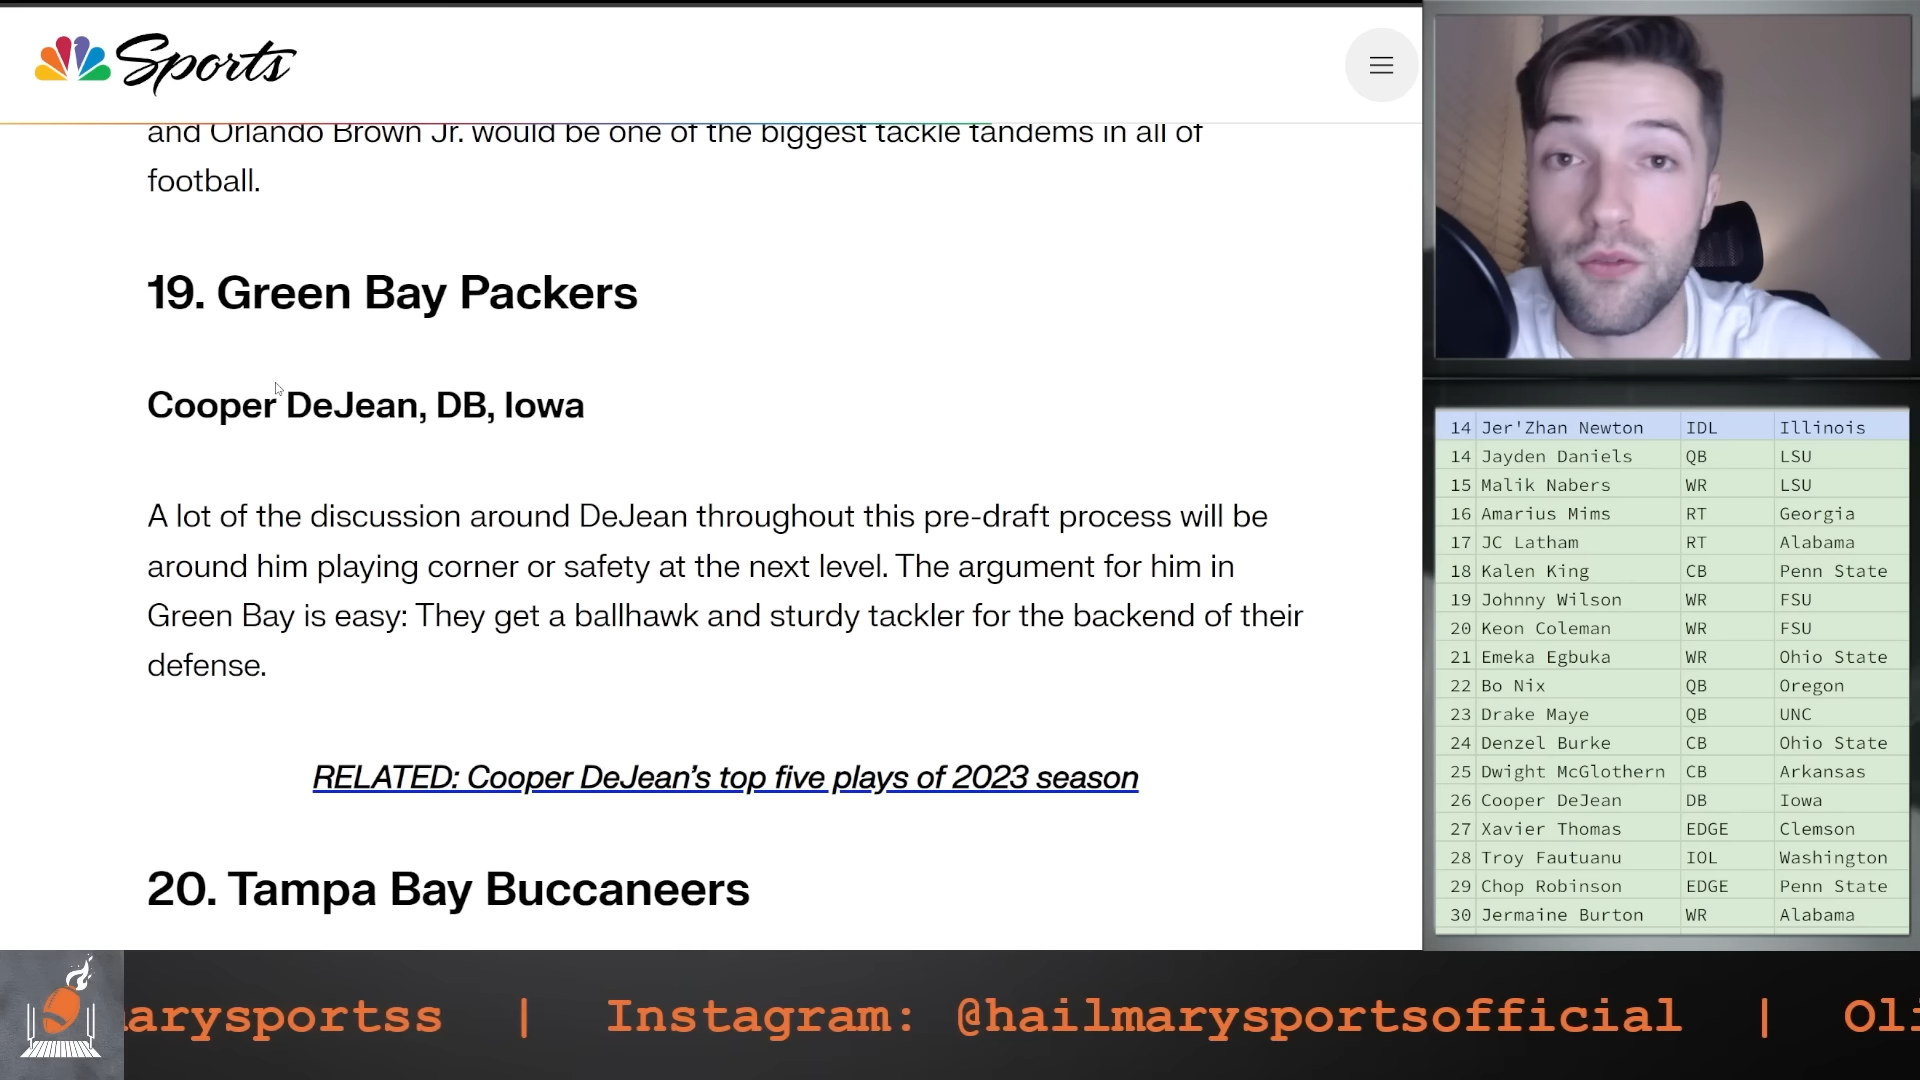 Sports
and Orlando Brown Jr. would be one of the biggest tackle tandems in all of
football.
19. Green Bay Packers
Cooper DeJean, DB, Iowa
A lot of the discussion around DeJean throughout this pre-draft process will be
around him playing corner or safety at the next level. The argument for him in
Green Bay is easy: They get a ballhawk and sturdy tackler for the backend of their
defense.
RELATED: Cooper DeJean’s top five plays of 2023 season
20. Tampa Bay Buccaneers
14 Jer'Zhan Newton IDL Illinois
14 Jayden Daniels QB LSU
15 Malik Nabers WR LSU
16 Amarius Mims RT Georgia
17 JC Latham RT Alabama
18 Kalen King CB Penn State
19 Johnny Wilson WR FSU
20 Keon Coleman WR FSU
21 Emeka Egbuka WR Ohio State
22 Bo Nix QB Oregon
23 Drake Maye QB UNC
24 Denzel Burke CB Ohio State
25 Dwight McGlothern CB Arkansas
26 Cooper DeJean DB Iowa
27 Xavier Thomas EDGE Clemson
28 Troy Fautuanu IOL Washington
29 Chop Robinson EDGE Penn State
30 Jermaine Burton WR Alabama
arysportss | Instagram: @hailmarysportsofficial | Oli